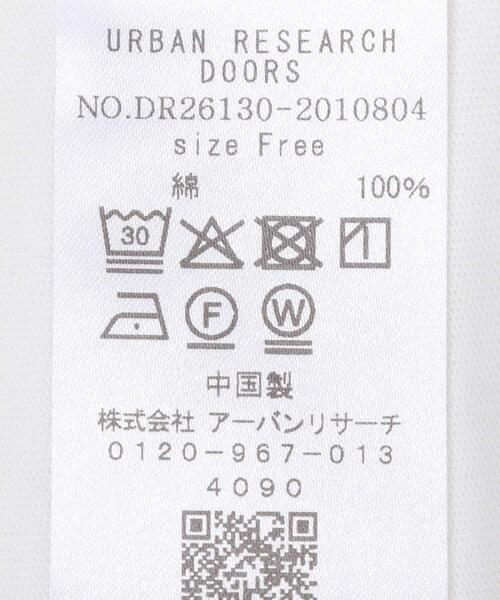 URBAN RESEARCH
DOORS
NO.DR26130-2010804
size Free
綿 100%
30
F W
中国製
株式会社 アーバンリサーチ
0120-967-013
4090